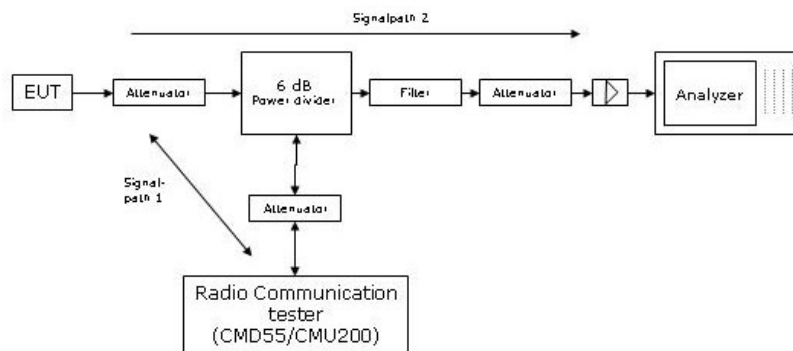 Signalpath 2
EUT
Attenuator
6 dB
Power divider
Filter
Attenuator
Analyzer
Signal-
path 1
Attenuator
Radio Communication
tester
(CMD55/CMU200)